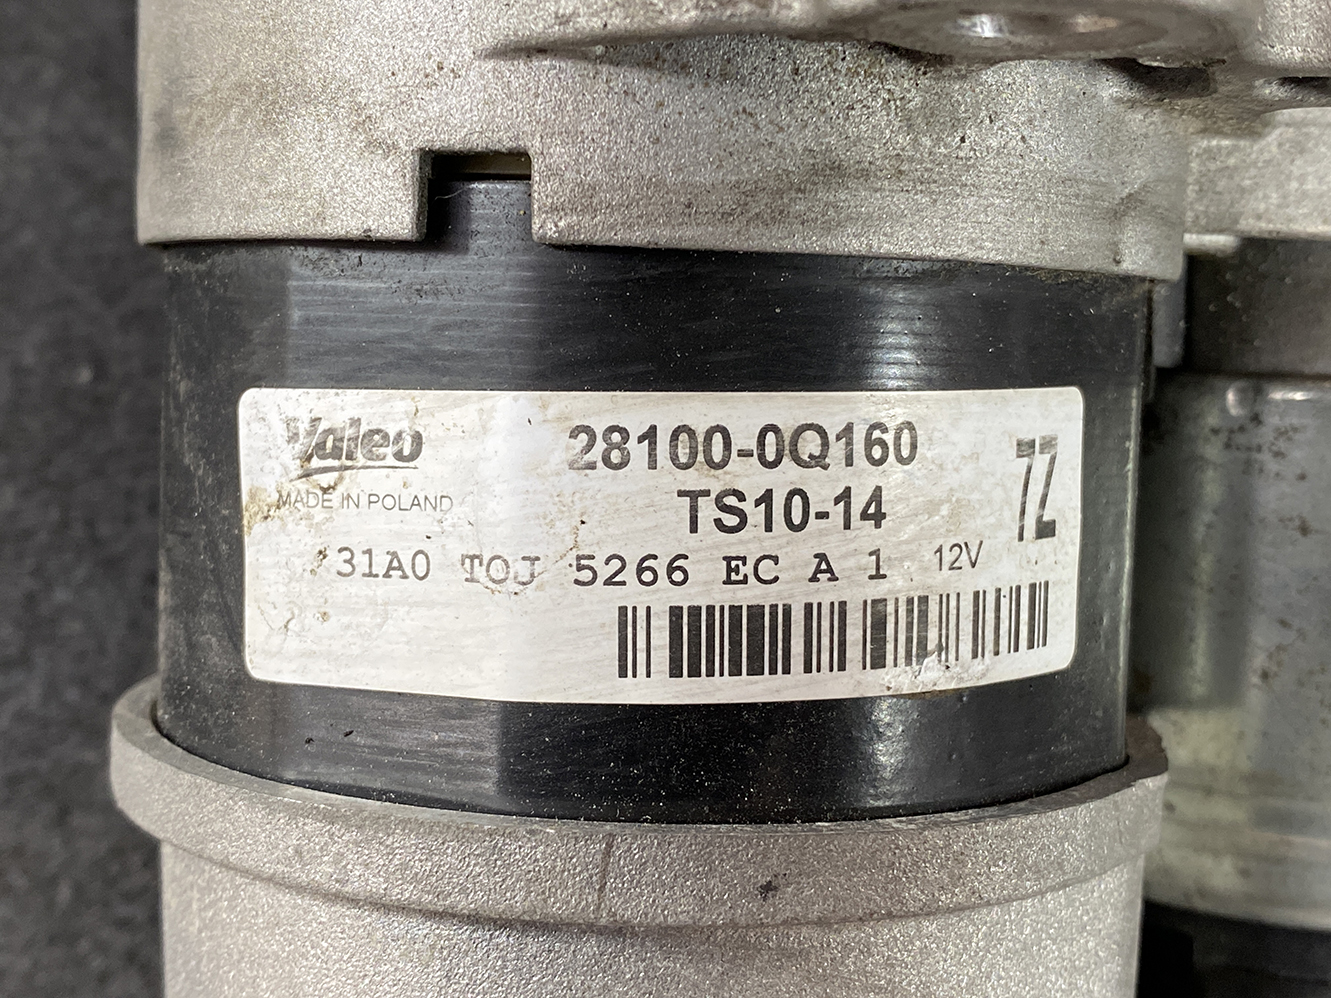 Valeo
MADE IN POLAND
28100-0Q160
TS10-14
7Z
31A0 TOJ 5266 EC A 1 12V